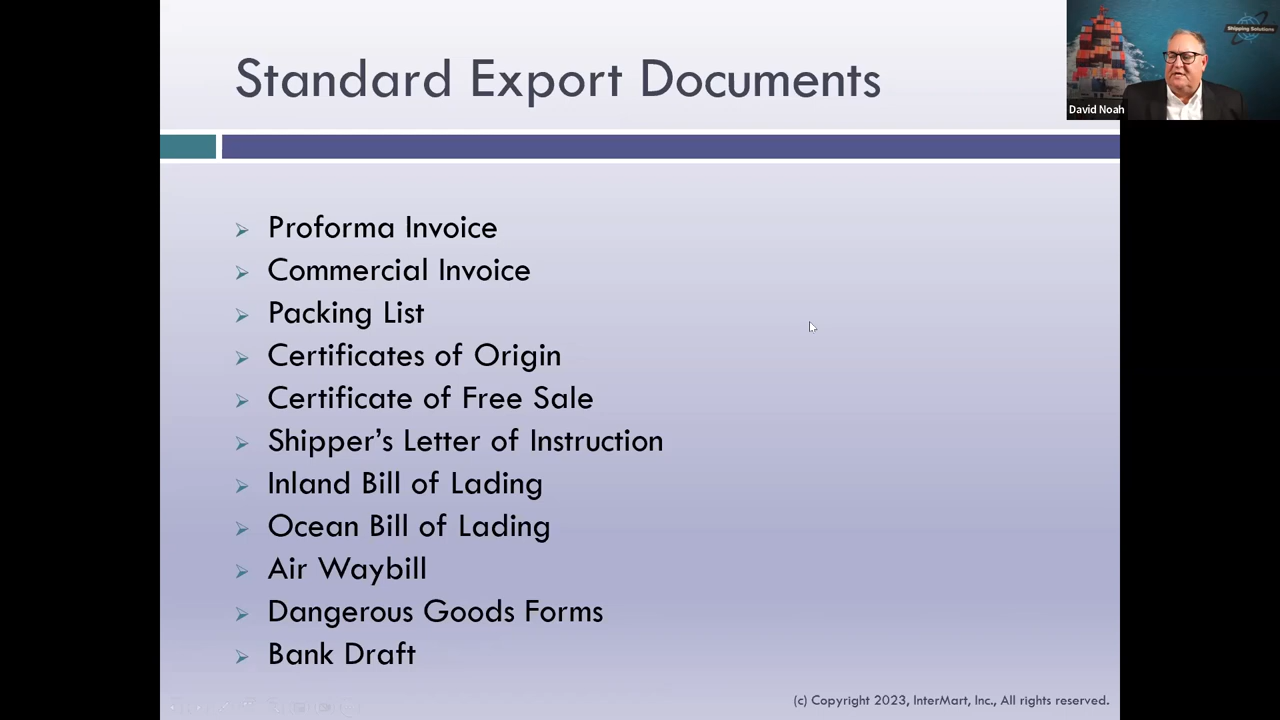 Standard Export Documents
Shipping Solutions
David Noah
Proforma Invoice
Commercial Invoice
Packing List
Certificates of Origin
Certificate of Free Sale
Shipper’s Letter of Instruction
Inland Bill of Lading
Ocean Bill of Lading
Air Waybill
Dangerous Goods Forms
Bank Draft
(c) Copyright 2023, InterMart, Inc., All rights reserved.